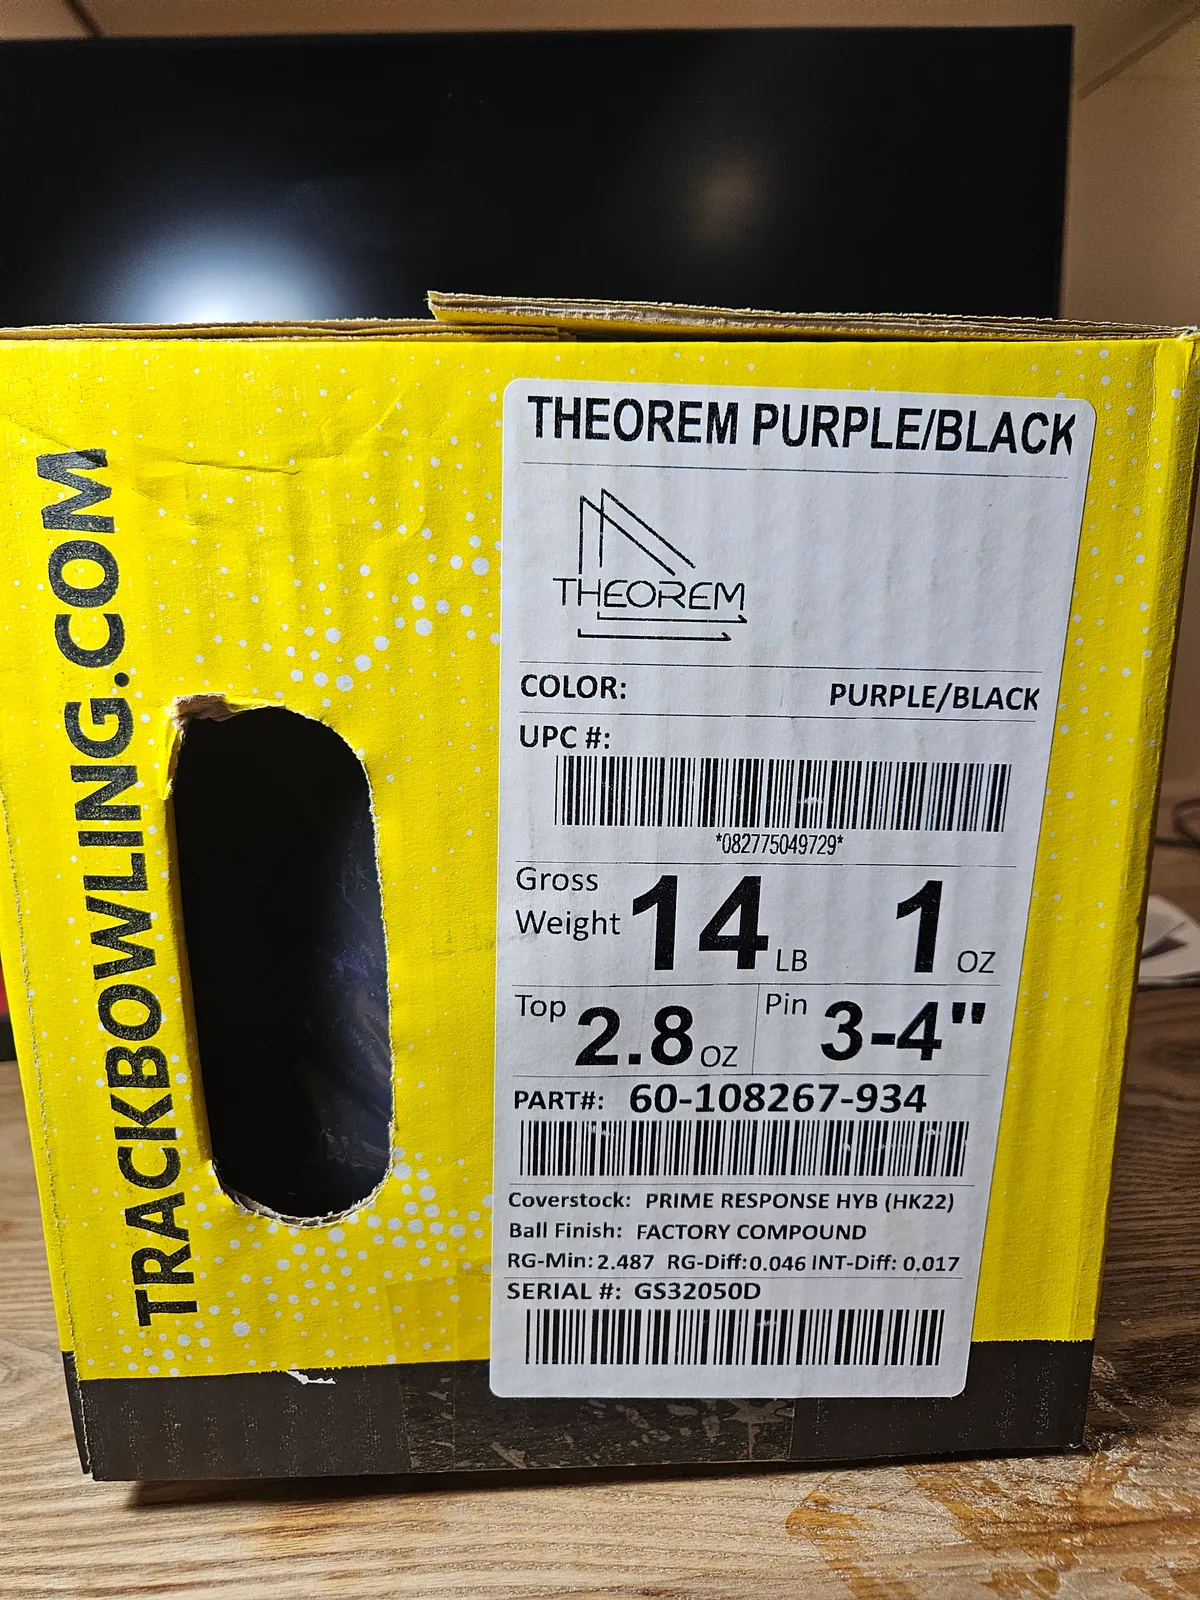 TRACKBOWLING.COM
THEOREM PURPLE/BLACK
THEOREM
COLOR: PURPLE/BLACK
UPC #:
*082775049729*
Gross Weight 14 LB 1 OZ
Top 2.8 OZ Pin 3-4"
PART#: 60-108267-934
Coverstock: PRIME RESPONSE HYB (HK22)
Ball Finish: FACTORY COMPOUND
RG-Min: 2.487 RG-Diff:0.046 INT-Diff: 0.017
SERIAL #: GS32050D